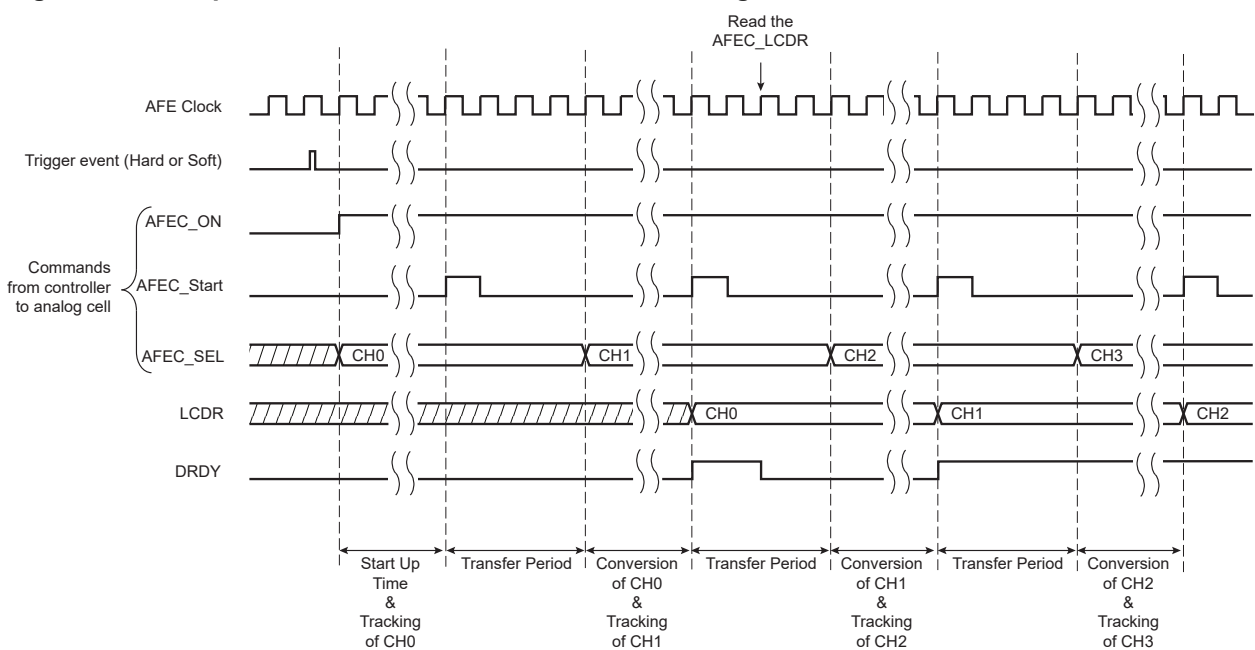 Read the
AFEC_LCDR
AFE Clock
Trigger event (Hard or Soft)
AFEC_ON
Commands
from controller
to analog cell
AFEC_Start
AFEC_SEL
CH0
CH1
CH2
CH3
LCDR
CH0
CH1
CH2
DRDY
Start Up
Time
&
Tracking
of CH0
Transfer Period
Conversion
of CH0
&
Tracking
of CH1
Transfer Period
Conversion
of CH1
&
Tracking
of CH2
Transfer Period
Conversion
of CH2
&
Tracking
of CH3